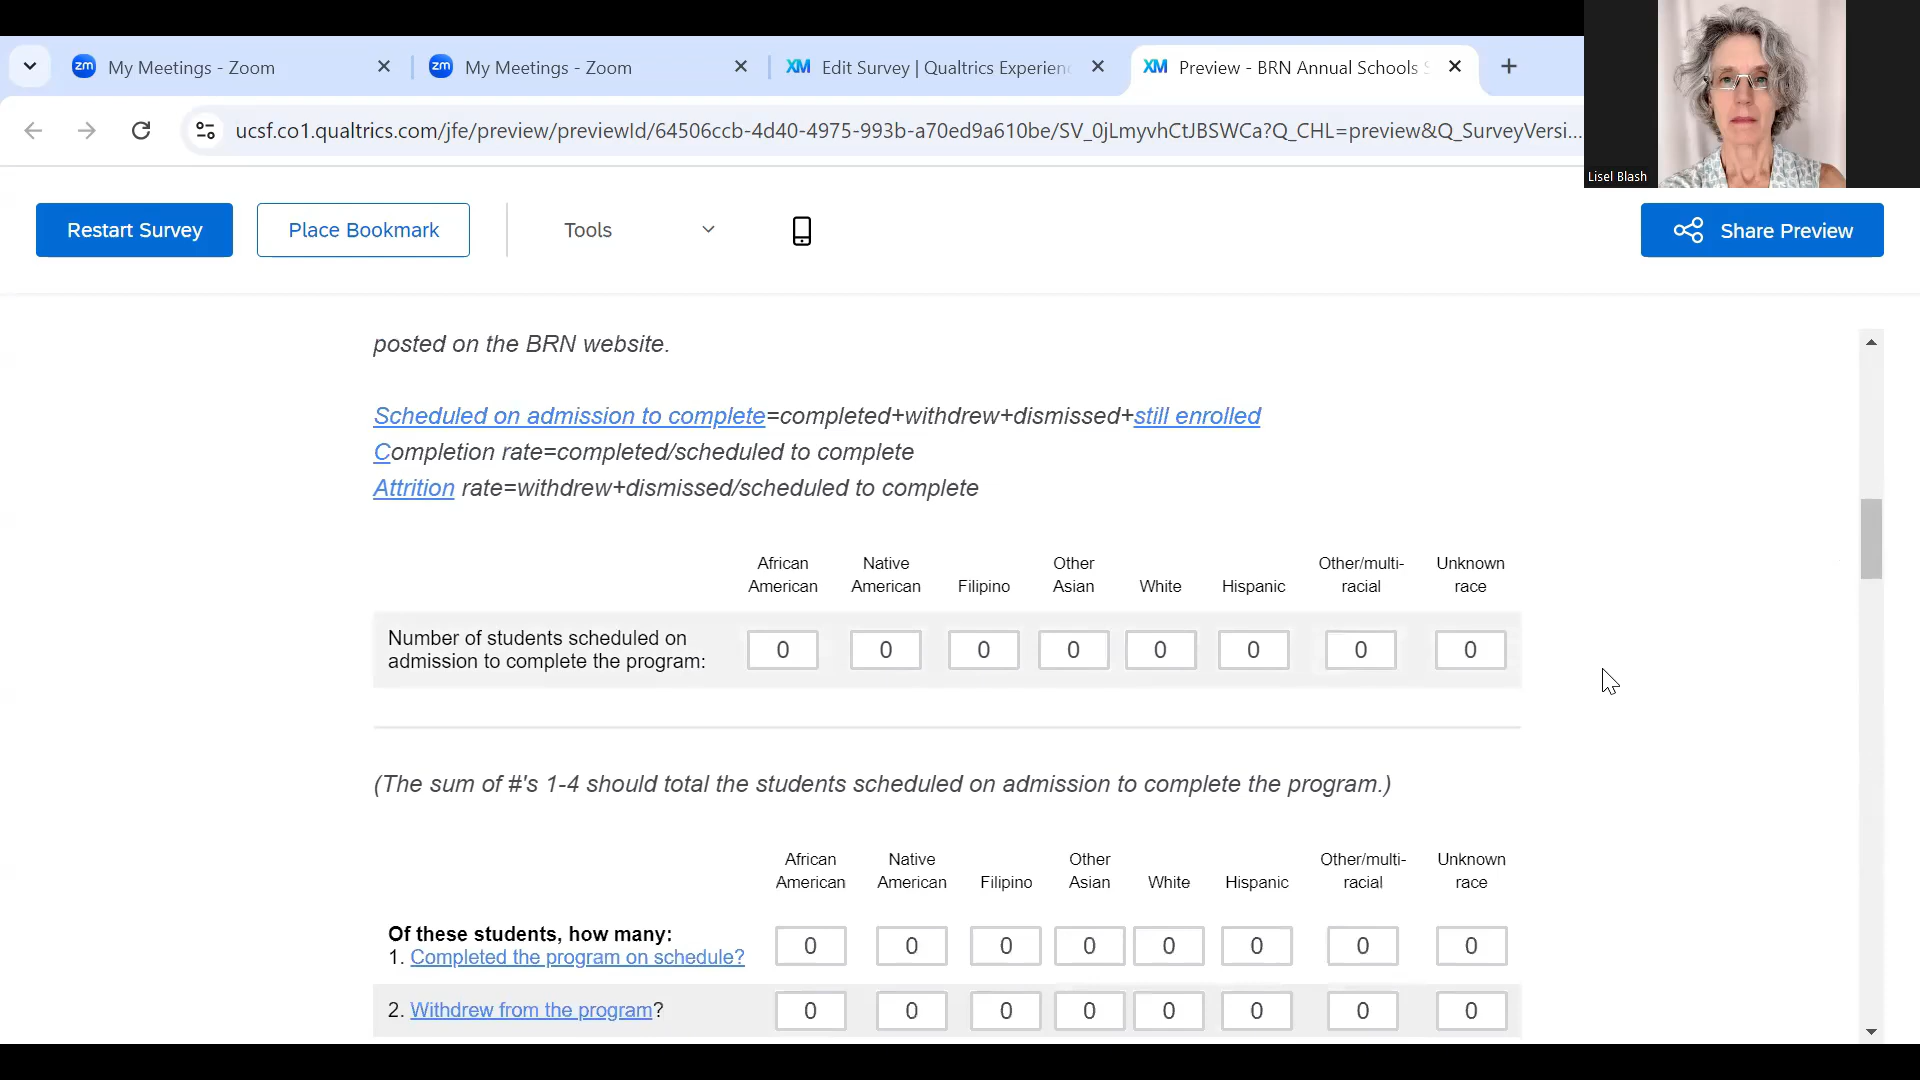 My Meetings - Zoom
My Meetings - Zoom
Edit Survey | Qualtrics Experien
Preview - BRN Annual Schools S
ucsf.co1.qualtrics.com/jfe/preview/previewId/64506ccb-4d40-4975-993b-a70ed9a610be/SV_0jLmyvhCtJBSWCa?Q_CHL=preview&Q_SurveyVersi...
Lisel Blash
Restart Survey
Place Bookmark
Tools
Share Preview
posted on the BRN website.
Scheduled on admission to complete=completed+withdrew+dismissed+still enrolled
Completion rate=completed/scheduled to complete
Attrition rate=withdrew+dismissed/scheduled to complete
African American Native American Filipino Other Asian White Hispanic Other/multi-racial Unknown race
Number of students scheduled on
admission to complete the program: 0 0 0 0 0 0 0 0
(The sum of #'s 1-4 should total the students scheduled on admission to complete the program.)
African American Native American Filipino Other Asian White Hispanic Other/multi-racial Unknown race
Of these students, how many:
1. Completed the program on schedule? 0 0 0 0 0 0 0 0
2. Withdrew from the program? 0 0 0 0 0 0 0 0